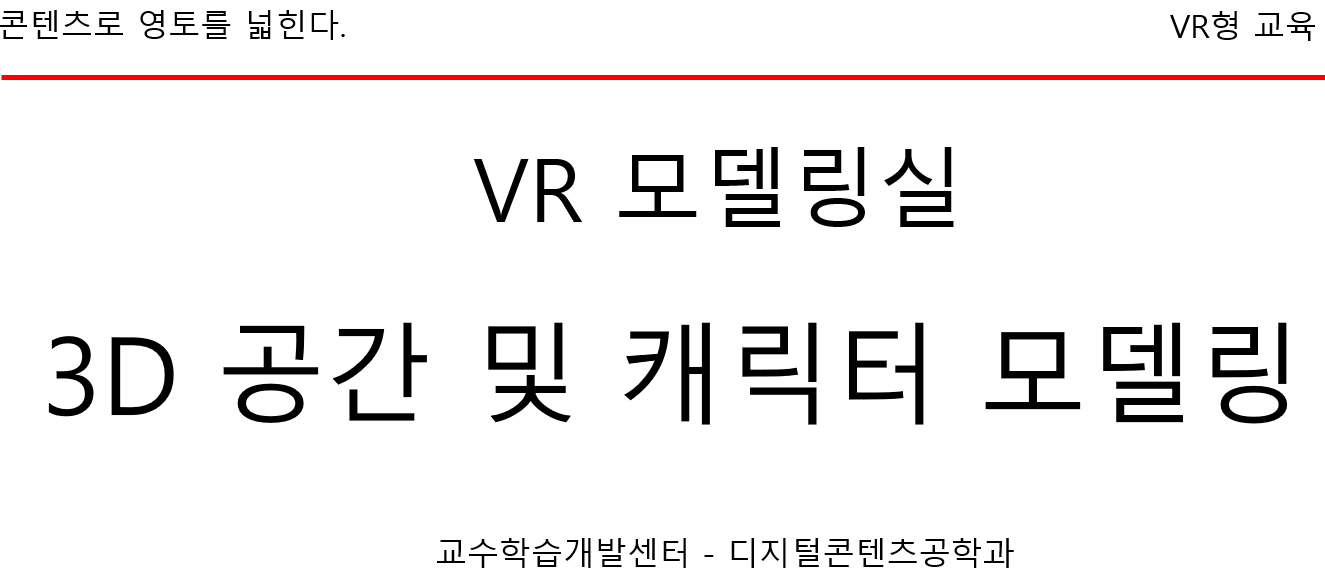 콘텐츠로 영토를 넓힌다.
VR형 교육
VR 모델링실
3D 공간 및 캐릭터 모델링
교수학습개발센터 - 디지털콘텐츠공학과